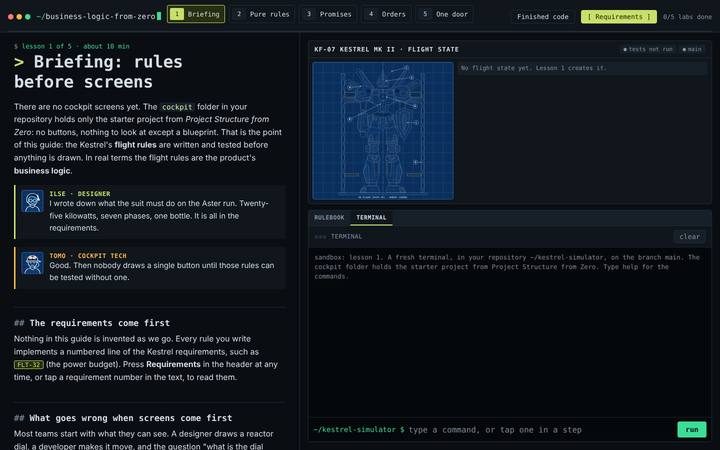 ~/business-logic-from-zero
1 Briefing
2 Pure rules
3 Promises
4 Orders
5 One door
Finished code
[ Requirements ]
0/5 labs done
$ lesson 1 of 5 · about 10 min
> Briefing: rules
before screens
There are no cockpit screens yet. The cockpit folder in your
repository holds only the starter project from Project Structure from
Zero: no buttons, nothing to look at except a blueprint. That is the point
of this guide: the Kestrel's flight rules are written and tested before
anything is drawn. In real terms the flight rules are the product's
business logic.
ILSE · DESIGNER
I wrote down what the suit must do on the Aster run. Twenty-
five kilowatts, seven phases, one bottle. It is all in the
requirements.
TOMO · COCKPIT TECH
Good. Then nobody draws a single button until those rules can
be tested without one.
## The requirements come first
Nothing in this guide is invented as we go. Every rule you write
implements a numbered line of the Kestrel requirements, such as
FLT-32 (the power budget). Press Requirements in the header at any
time, or tap a requirement number in the text, to read them.
## What goes wrong when screens come first
Most teams start with what they can see. A designer draws a reactor
dial, a developer makes it move, and the question "what is the dial
KF-07 KESTREL MK II · FLIGHT STATE
tests not run
main
No flight state yet. Lesson 1 creates it.
RULEBOOK
TERMINAL
TERMINAL
clear
sandbox: lesson 1. A fresh terminal, in your repository ~/kestrel-simulator, on the branch main. The
cockpit folder holds the starter project from Project Structure from Zero. Type help for the
commands.
~/kestrel-simulator $ type a command, or tap one in a step
run